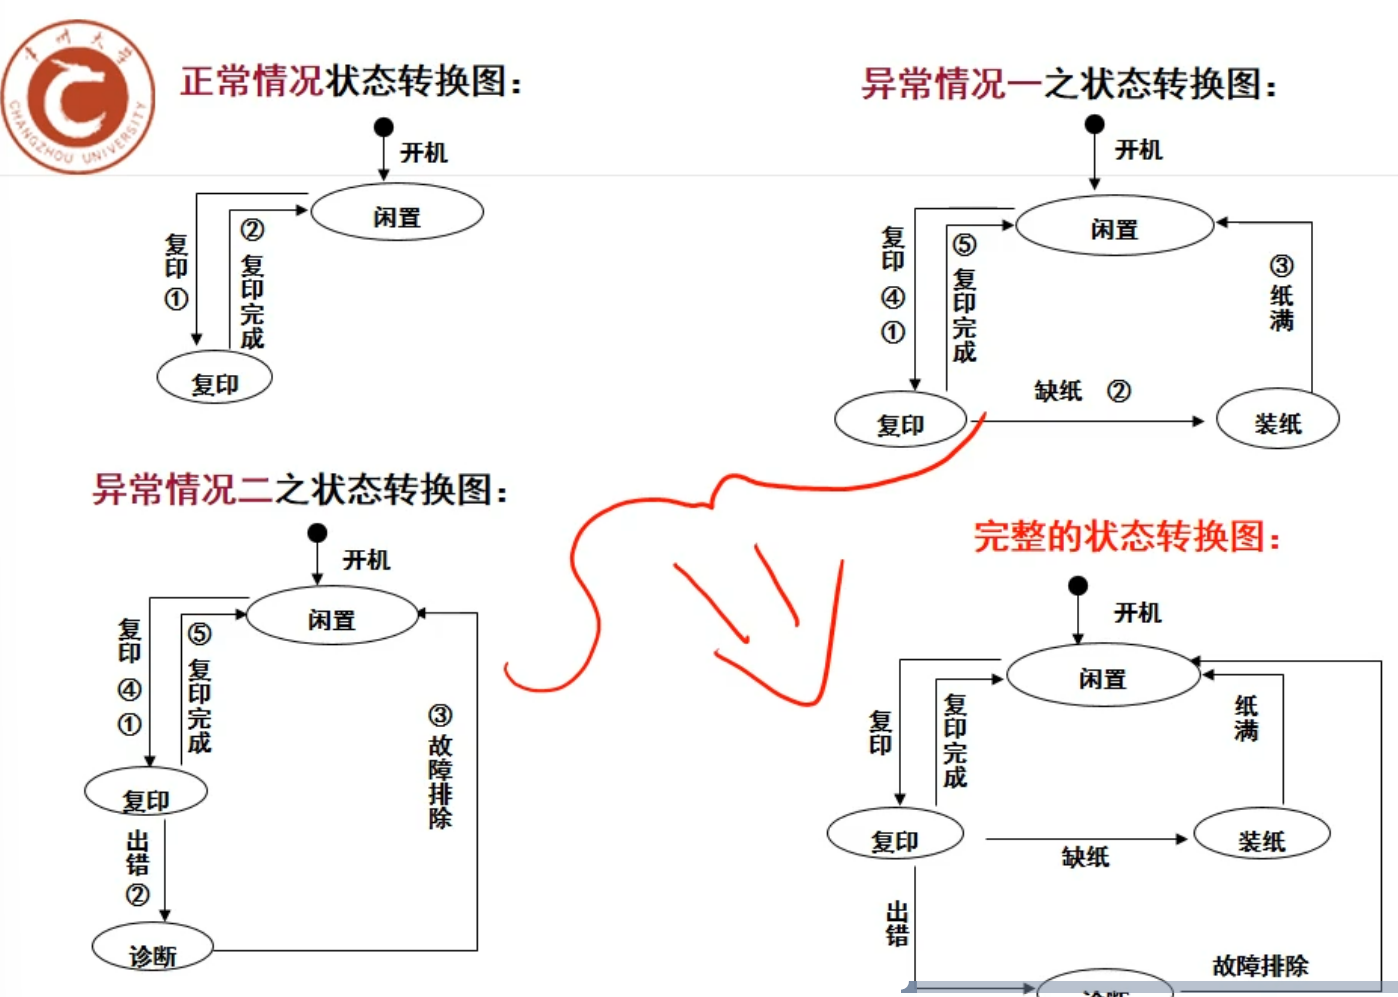 常州大学
CHANGZHOU UNIVERSITY
正常情况状态转换图：
开机
闲置
复印
①
②
复印完成
复印
异常情况一之状态转换图：
开机
闲置
复印
④
①
⑤
复印完成
③
纸满
缺纸 ②
复印
装纸
异常情况二之状态转换图：
开机
闲置
复印
④
①
⑤
复印完成
③
故障排除
复印
出错
②
诊断
完整的状态转换图：
开机
闲置
复印
复印完成
纸满
复印
缺纸
装纸
出错
故障排除
诊断